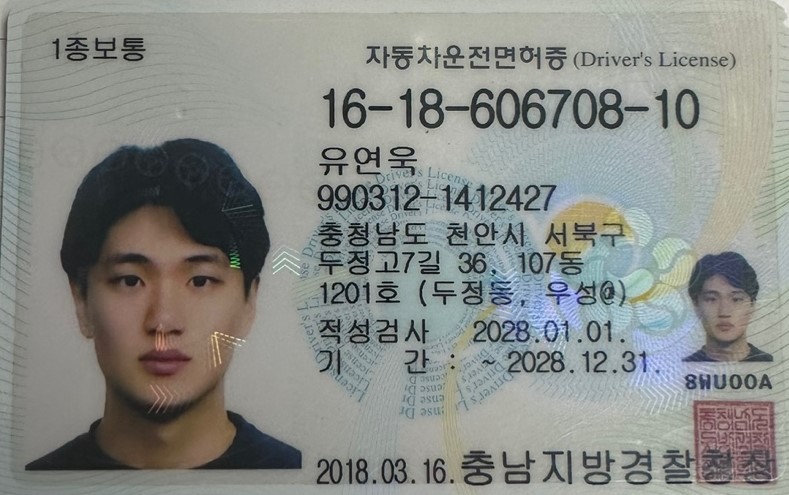 1종보통
자동차운전면허증 (Driver's License)
16-18-606708-10
유연욱
990312-1412427
충청남도 천안시 서북구
두정고7길 36, 107동
1201호 (두정동, 우성@)
적성검사 2028.01.01.
기 간 : ~ 2028.12.31.
8WU00A
2018.03.16. 충남지방경찰청장